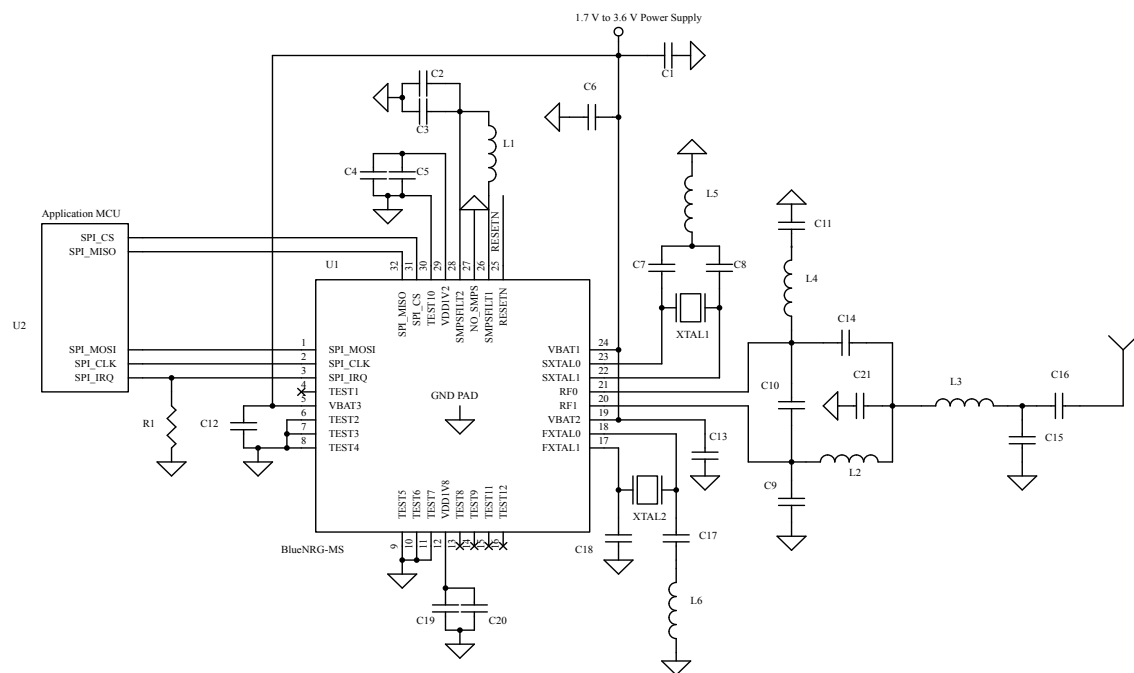 1.7 V to 3.6 V Power Supply
C1
C2
C6
C3
L1
C4
C5
L5
C11
Application MCU
RESETN
SPI_CS
SPI_MISO
C7
C8
L4
U1
32
31
30
29
28
27
26
25
SPI_MISO
SPI_CS
TEST10
VDD1V2
SMPSFILT2
NO_SMPS
SMPSFILT1
RESETN
XTAL1
C14
U2
SPI_MOSI
SPI_CLK
SPI_IRQ
1
2
3
4
5
6
7
8
SPI_MOSI
SPI_CLK
SPI_IRQ
TEST1
VBAT3
TEST2
TEST3
TEST4
GND PAD
VBAT1
SXTAL0
SXTAL1
RF0
RF1
VBAT2
FXTAL0
FXTAL1
24
23
22
21
20
19
18
17
C10
C21
L3
C16
R1
C12
C13
C15
L2
C9
TEST5
TEST6
TEST7
VDD1V8
TEST8
TEST9
TEST11
TEST12
XTAL2
9
10
11
12
13
14
15
16
BlueNRG-MS
C18
C17
C19
C20
L6